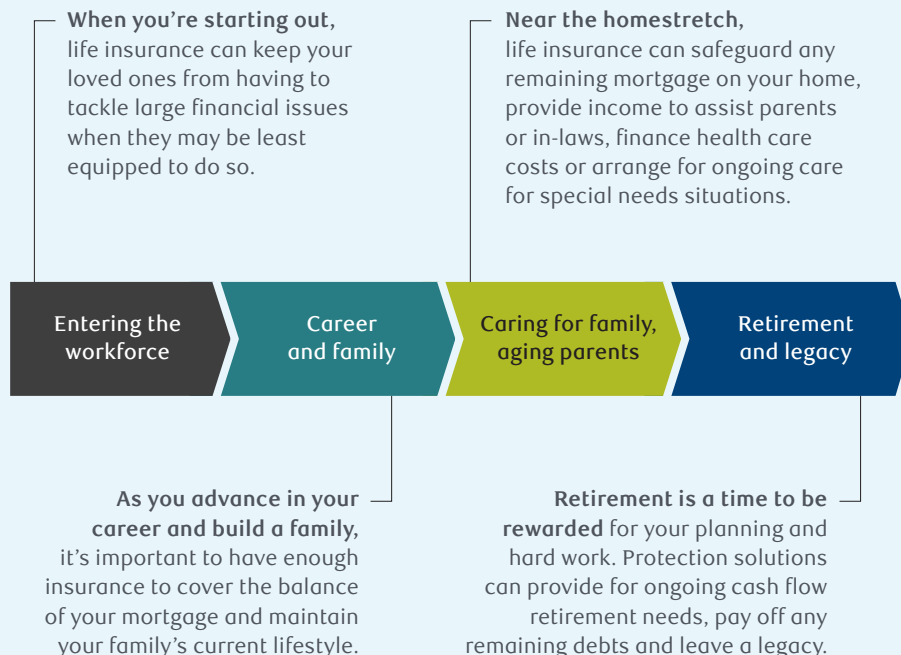 When you’re starting out,
life insurance can keep your
loved ones from having to
tackle large financial issues
when they may be least
equipped to do so.
Near the homestretch,
life insurance can safeguard any
remaining mortgage on your home,
provide income to assist parents
or in-laws, finance health care
costs or arrange for ongoing care
for special needs situations.
Entering the
workforce
Career
and family
Caring for family,
aging parents
Retirement
and legacy
As you advance in your
career and build a family,
it’s important to have enough
insurance to cover the balance
of your mortgage and maintain
your family’s current lifestyle.
Retirement is a time to be
rewarded for your planning and
hard work. Protection solutions
can provide for ongoing cash flow
retirement needs, pay off any
remaining debts and leave a legacy.